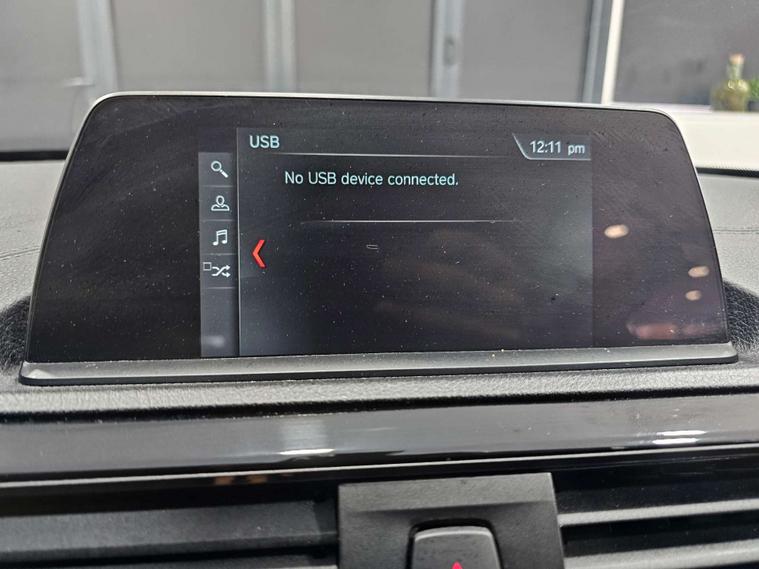 USB
12:11 pm
No USB device connected.